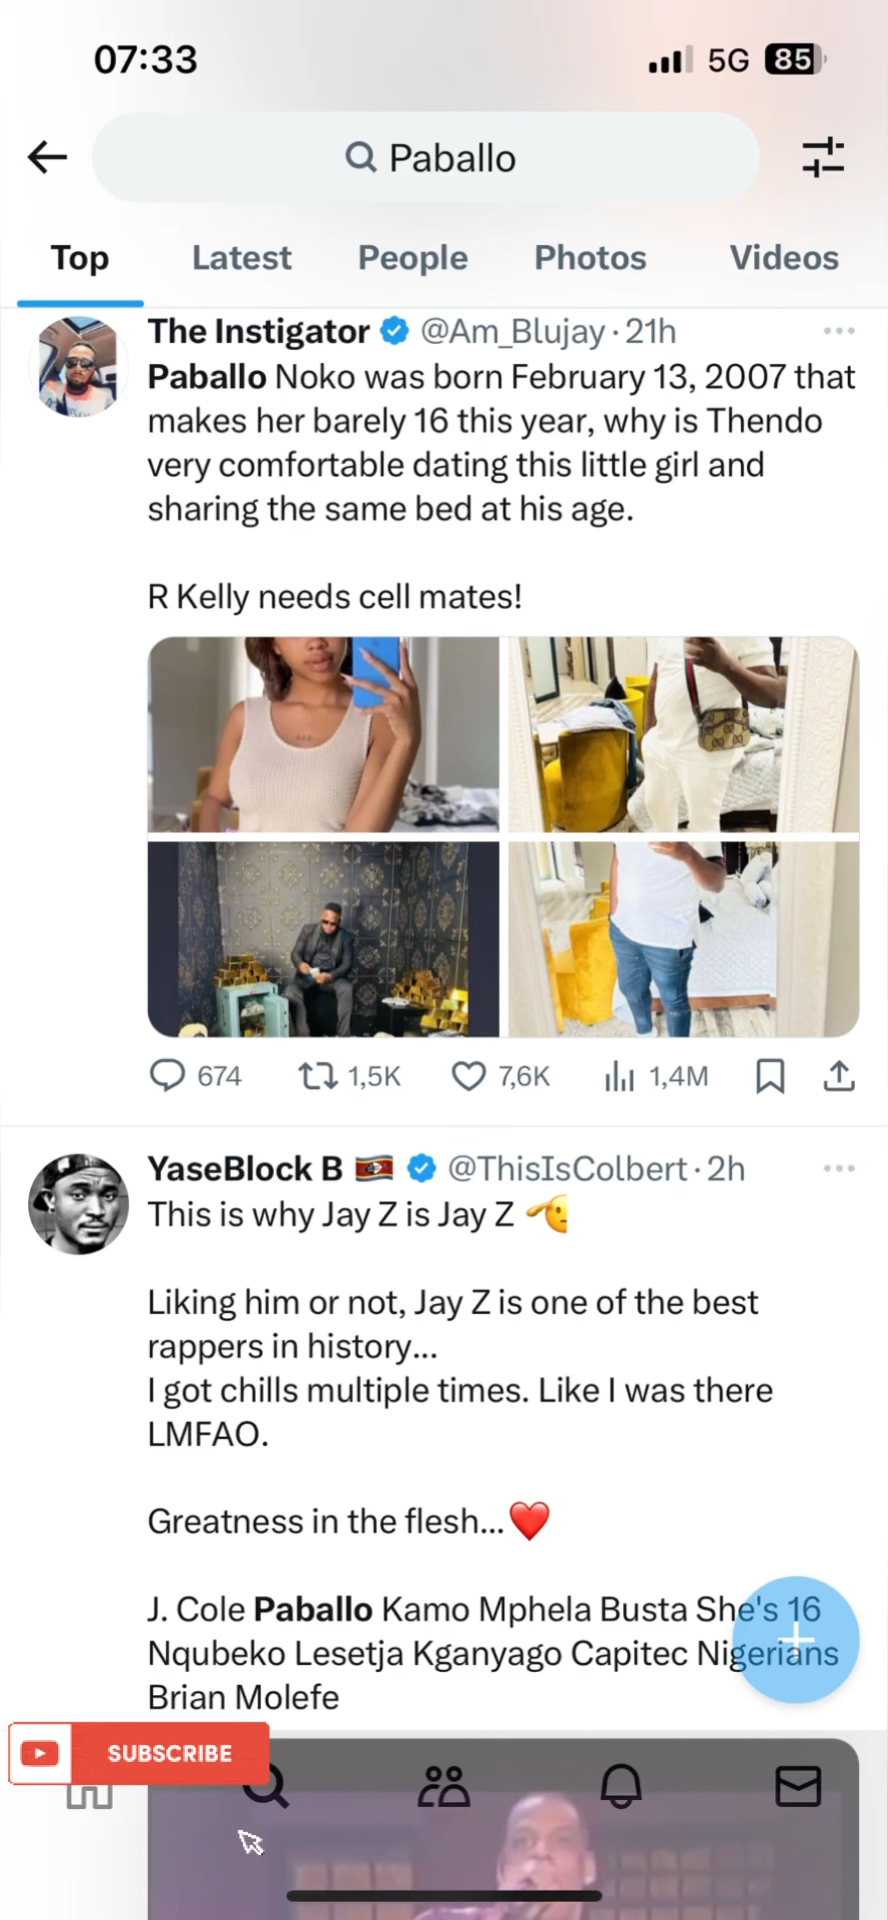 07:33
5G 85
Paballo
Top Latest People Photos Videos
The Instigator @Am_Blujay · 21h
Paballo Noko was born February 13, 2007 that
makes her barely 16 this year, why is Thendo
very comfortable dating this little girl and
sharing the same bed at his age.
R Kelly needs cell mates!
674 1,5K 7,6K 1,4M
YaseBlock B 🇸🇿 @ThisIsColbert · 2h
This is why Jay Z is Jay Z
Liking him or not, Jay Z is one of the best
rappers in history...
I got chills multiple times. Like I was there
LMFAO.
Greatness in the flesh...❤️
J. Cole Paballo Kamo Mphela Busta She's 16
Nqubeko Lesetja Kganyago Capitec Nigerians
Brian Molefe
SUBSCRIBE